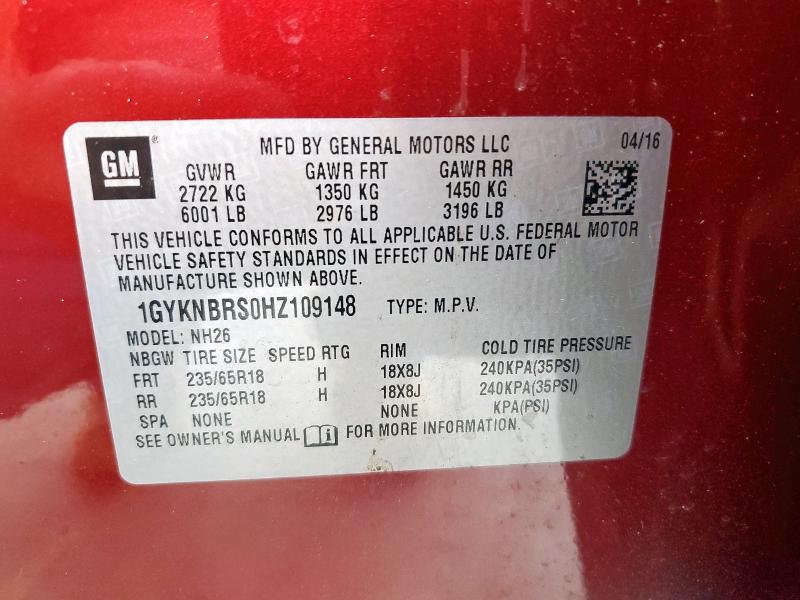 GM ® MFD BY GENERAL MOTORS LLC 04/16
GVWR GAWR FRT GAWR RR
2722 KG 1350 KG 1450 KG
6001 LB 2976 LB 3196 LB
THIS VEHICLE CONFORMS TO ALL APPLICABLE U.S. FEDERAL MOTOR
VEHICLE SAFETY STANDARDS IN EFFECT ON THE DATE OF
MANUFACTURE SHOWN ABOVE.
1GYKNBRS0HZ109148 TYPE: M.P.V.
MODEL: NH26
NBGW TIRE SIZE SPEED RTG RIM COLD TIRE PRESSURE
FRT 235/65R18 H 18X8J 240KPA(35PSI)
RR 235/65R18 H 18X8J 240KPA(35PSI)
SPA NONE NONE KPA(PSI)
SEE OWNER'S MANUAL FOR MORE INFORMATION.